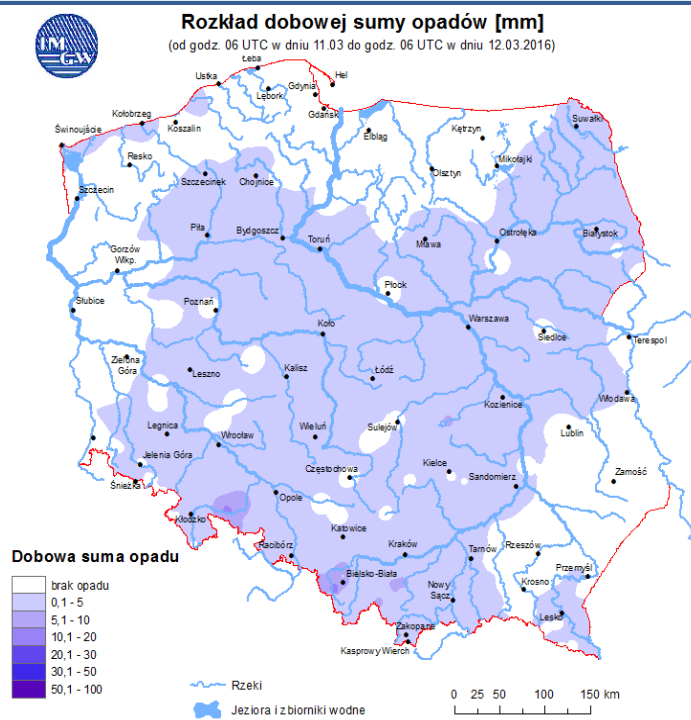 Rozkład dobowej sumy opadów [mm]
(od godz. 06 UTC w dniu 11.03 do godz. 06 UTC w dniu 12.03.2016)
IM
GW
Łeba
Ustka
Hel
Lębork
Gdynia
Gdańsk
Kołobrzeg
Koszalin
Suwałki
Świnoujście
Elbląg
Kętrzyn
Resko
Mikołajki
Olsztyn
Szczecinek
Chojnice
Szczecin
Piła
Bydgoszcz
Toruń
Mława
Ostrołęka
Białystok
Gorzów
Wlkp.
Płock
Słubice
Poznań
Koło
Warszawa
Siedlce
Terespol
Zielona
Góra
Leszno
Kalisz
Łódź
Kozienice
Włodawa
Legnica
Wrocław
Wieluń
Sulejów
Lublin
Jelenia Góra
Częstochowa
Kielce
Sandomierz
Zamość
Śnieżka
Opole
Kłodzko
Katowice
Racibórz
Kraków
Tarnów
Rzeszów
Przemyśl
Bielsko-Biała
Nowy
Sącz
Krosno
Lesko
Zakopane
Kasprowy Wierch
Dobowa suma opadu
brak opadu
0,1 - 5
5,1 - 10
10,1 - 20
20,1 - 30
30,1 - 50
50,1 - 100
Rzeki
Jeziora i zbiorniki wodne
0 25 50 100 150 km